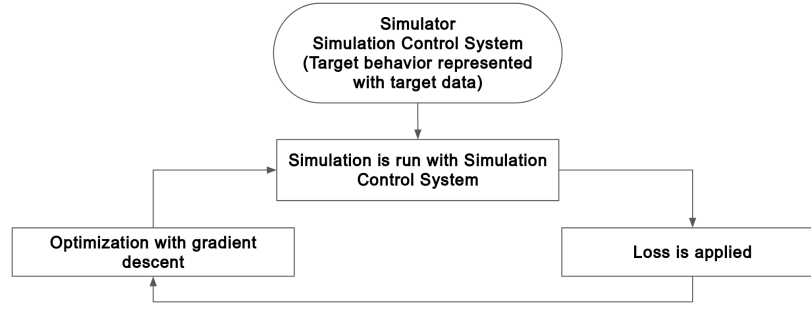 Simulator
Simulation Control System
(Target behavior represented
with target data)
Simulation is run with Simulation
Control System
Optimization with gradient
descent
Loss is applied